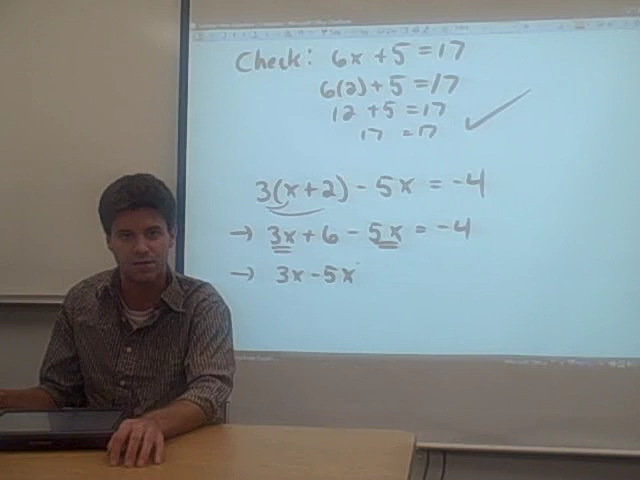 Check: 6x + 5 = 17
6(2) + 5 = 17
12 + 5 = 17
17 = 17 ✓
3(x + 2) - 5x = -4
→ 3x + 6 - 5x = -4
→ 3x - 5x